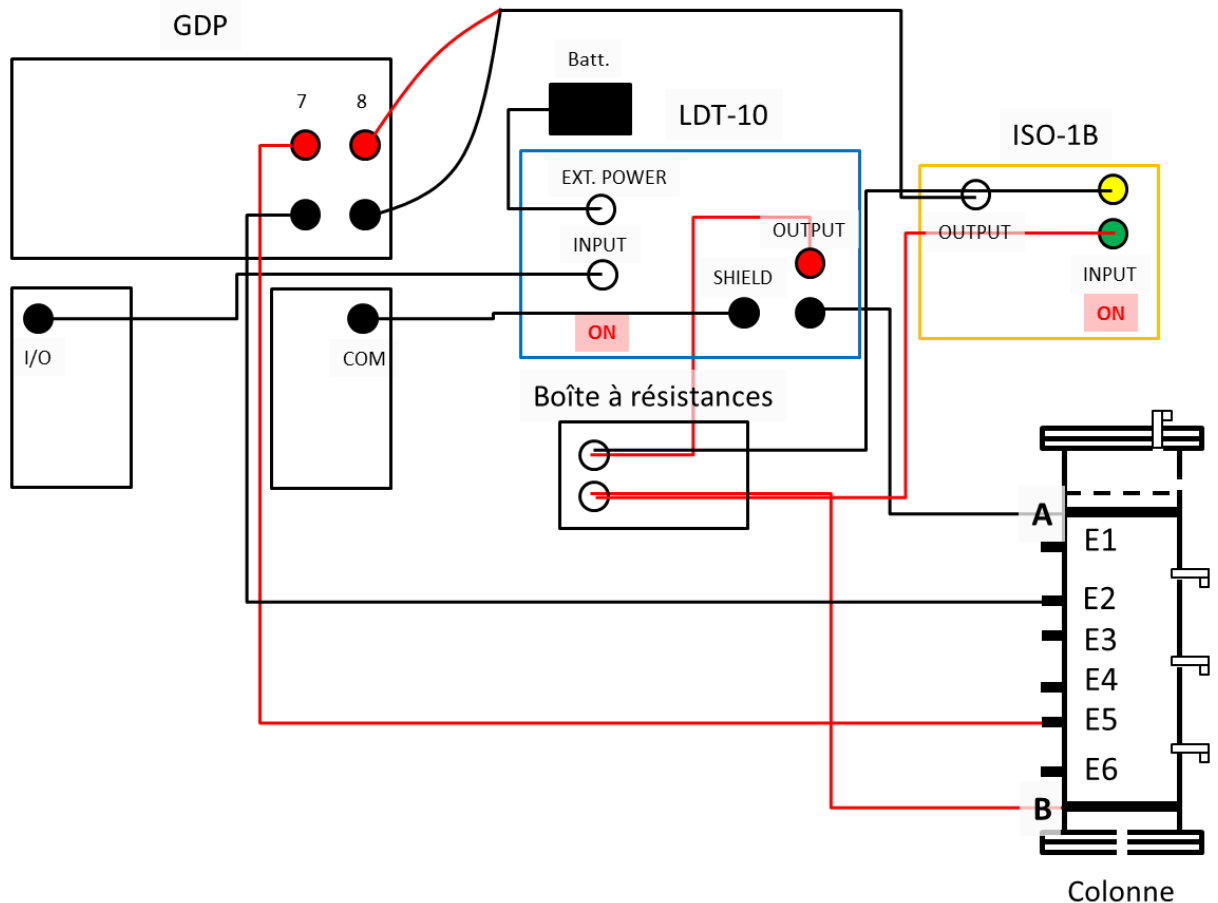 GDP
7
8
Batt.
LDT-10
ISO-1B
EXT. POWER
INPUT
OUTPUT
SHIELD
ON
OUTPUT
INPUT
ON
I/O
COM
Boîte à résistances
A
E1
E2
E3
E4
E5
E6
B
Colonne